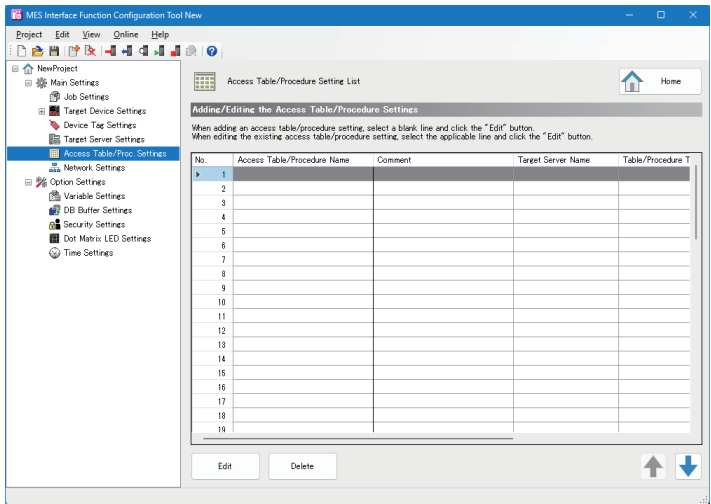 MES Interface Function Configuration Tool New
Project Edit View Online Help
NewProject
Main Settings
Job Settings
Target Device Settings
Device Tag Settings
Target Server Settings
Access Table/Proc. Settings
Network Settings
Option Settings
Variable Settings
DB Buffer Settings
Security Settings
Dot Matrix LED Settings
Time Settings
Access Table/Procedure Setting List
Home
Adding/Editing the Access Table/Procedure Settings
When adding an access table/procedure setting, select a blank line and click the "Edit" button.
When editing the existing access table/procedure setting, select the applicable line and click the "Edit" button.
No. Access Table/Procedure Name Comment Target Server Name Table/Procedure T
1
2
3
4
5
6
7
8
9
10
11
12
13
14
15
16
17
18
19
Edit Delete